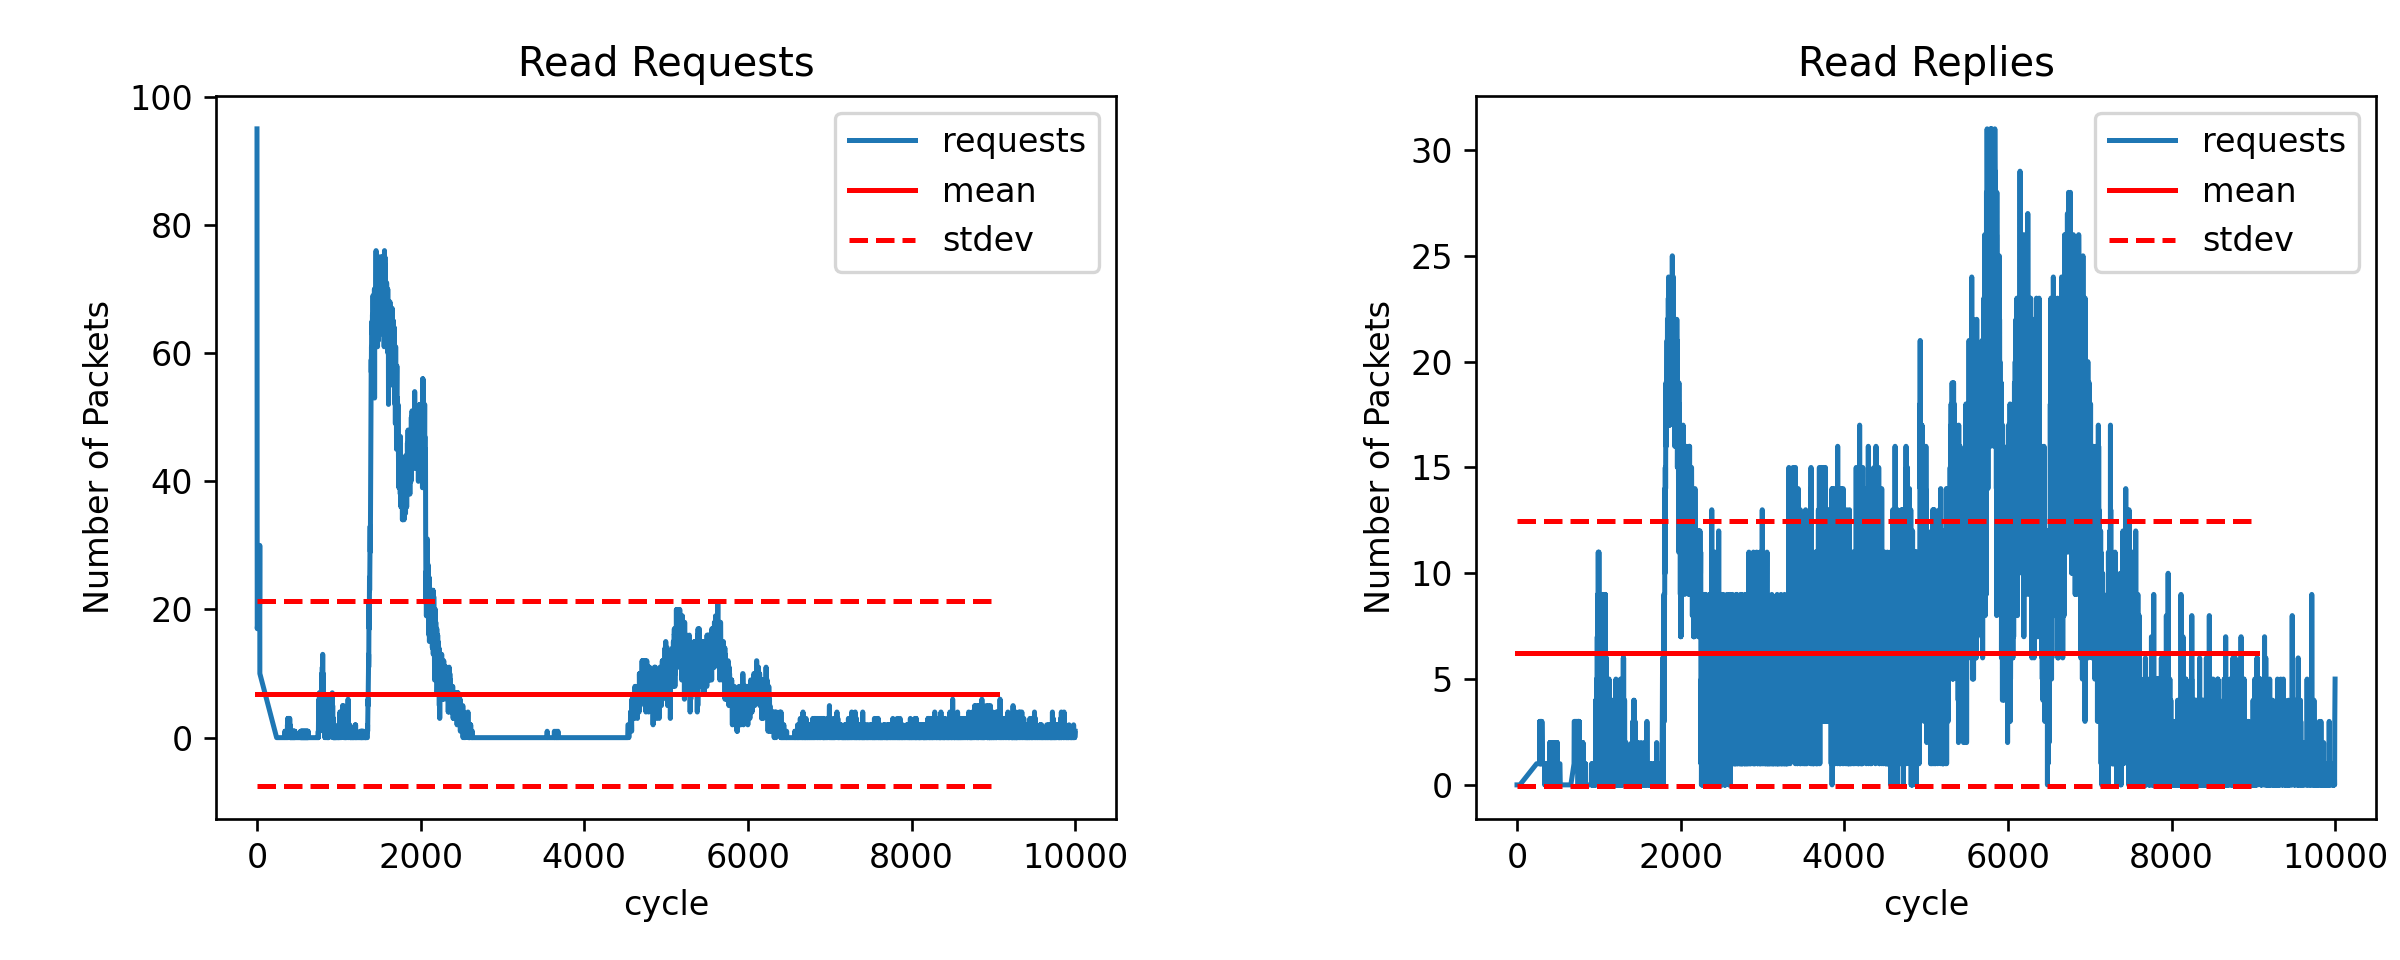 Read Requests
100
80
60
40
20
0
Number of Packets
requests
mean
stdev
0 2000 4000 6000 8000 10000
cycle
Read Replies
30
25
20
15
10
5
0
Number of Packets
requests
mean
stdev
0 2000 4000 6000 8000 10000
cycle